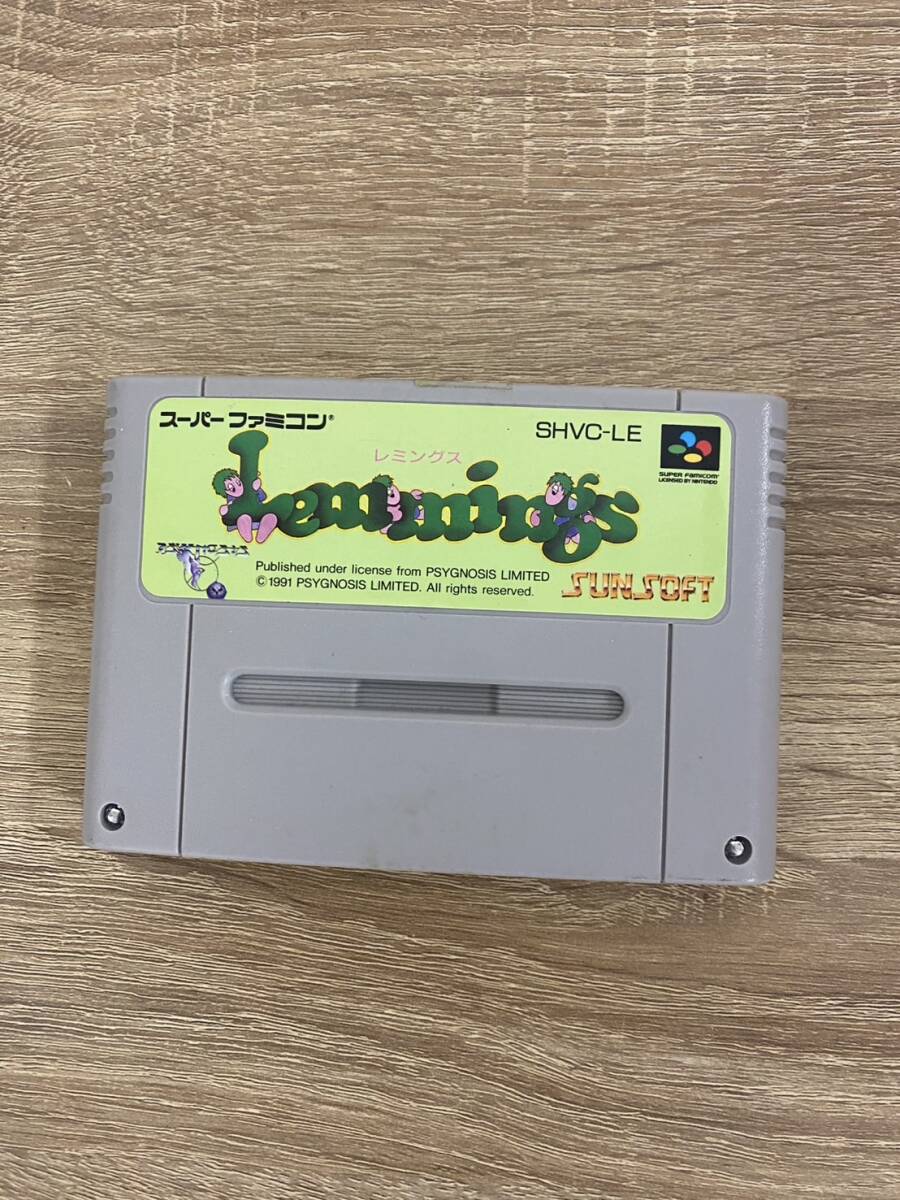 スーパーファミコン®
SHVC-LE
レミングス
Lemmings
SUPER FAMICOM
LICENSED BY NINTENDO
PSYGNOSIS
Published under license from PSYGNOSIS LIMITED
©1991 PSYGNOSIS LIMITED. All rights reserved.
SUNSOFT